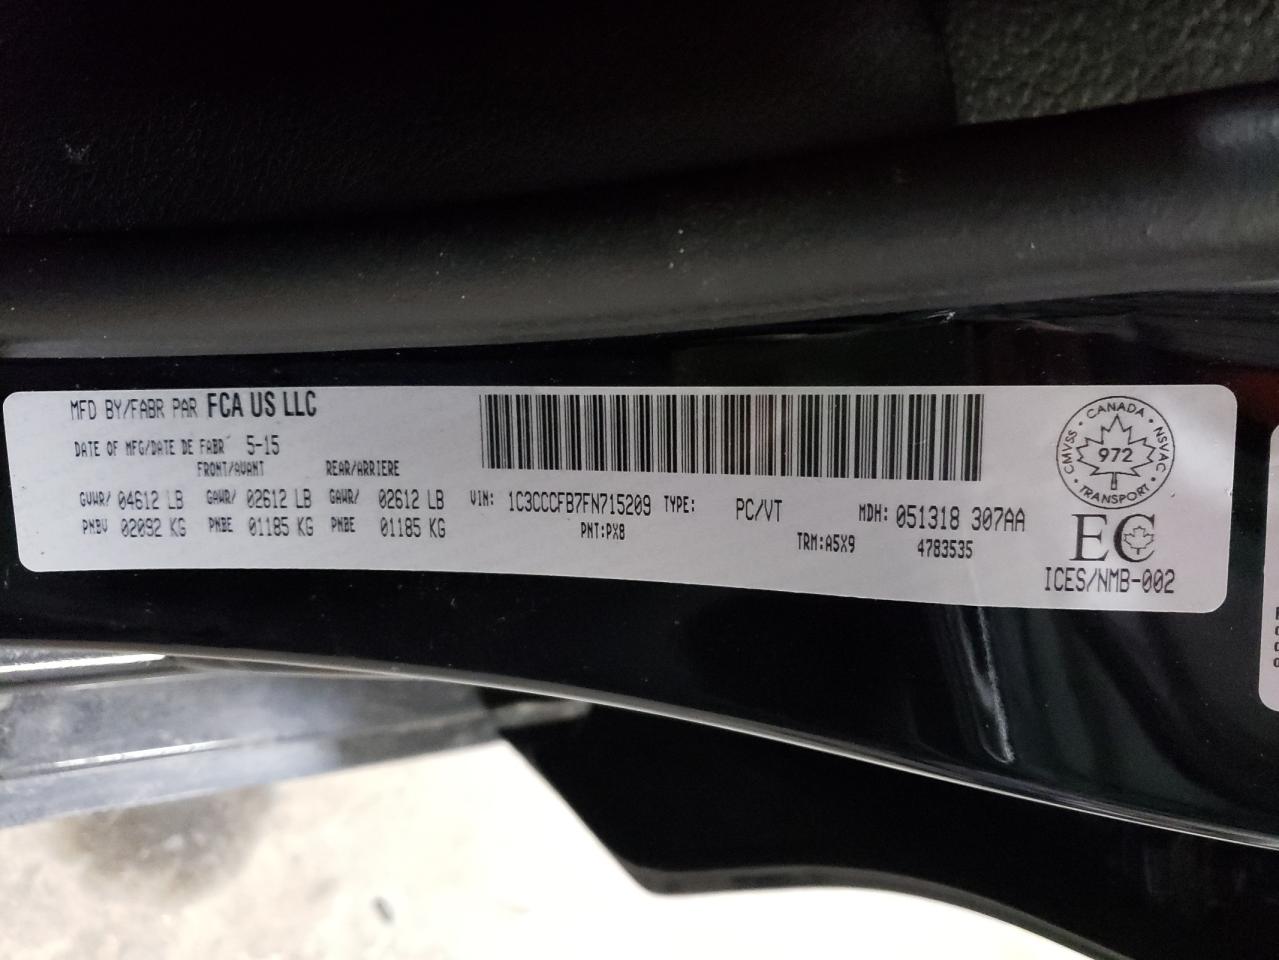 MFD BY/FABR PAR FCA US LLC
DATE OF MFG/DATE DE FABR 5-15
FRONT/AVANT REAR/ARRIERE
GVWR/ 04612 LB GAWR/ 02612 LB GAWR/ 02612 LB
PNBV 02092 KG PNBE 01185 KG PNBE 01185 KG
VIN: 1C3CCCFB7FN715209 TYPE: PC/VT MDH: 051318 307AA
PNT:PX8 TRM:A5X9 4783535
CANADA
CMVSS 972 NSVAC
TRANSPORT
EC
ICES/NMB-002